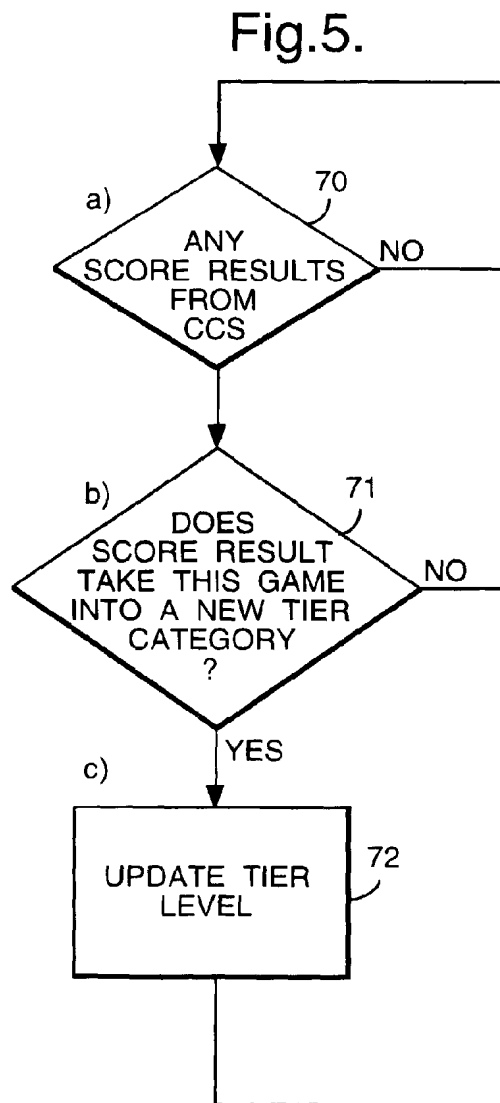 Fig.5.
a)
70
ANY
SCORE RESULTS
FROM
CCS
NO
b)
71
DOES
SCORE RESULT
TAKE THIS GAME
INTO A NEW TIER
CATEGORY
?
NO
YES
c)
72
UPDATE TIER
LEVEL